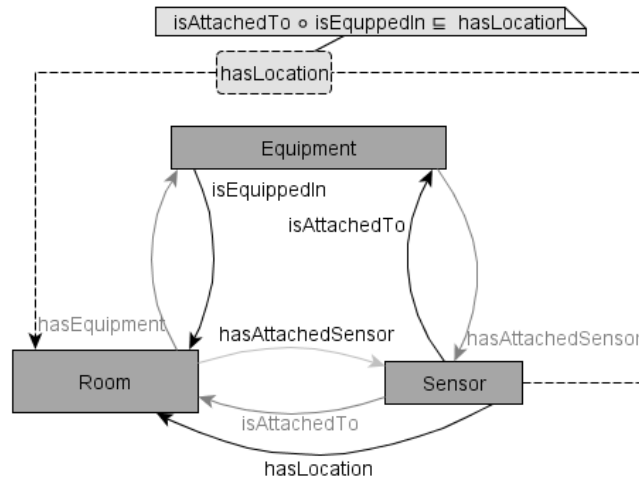 isAttachedTo ∘ isEquppedIn ⊑ hasLocation
hasLocation
Equipment
isEquippedIn
isAttachedTo
hasEquipment
hasAttachedSensor
hasAttachedSensor
Room
Sensor
isAttachedTo
hasLocation